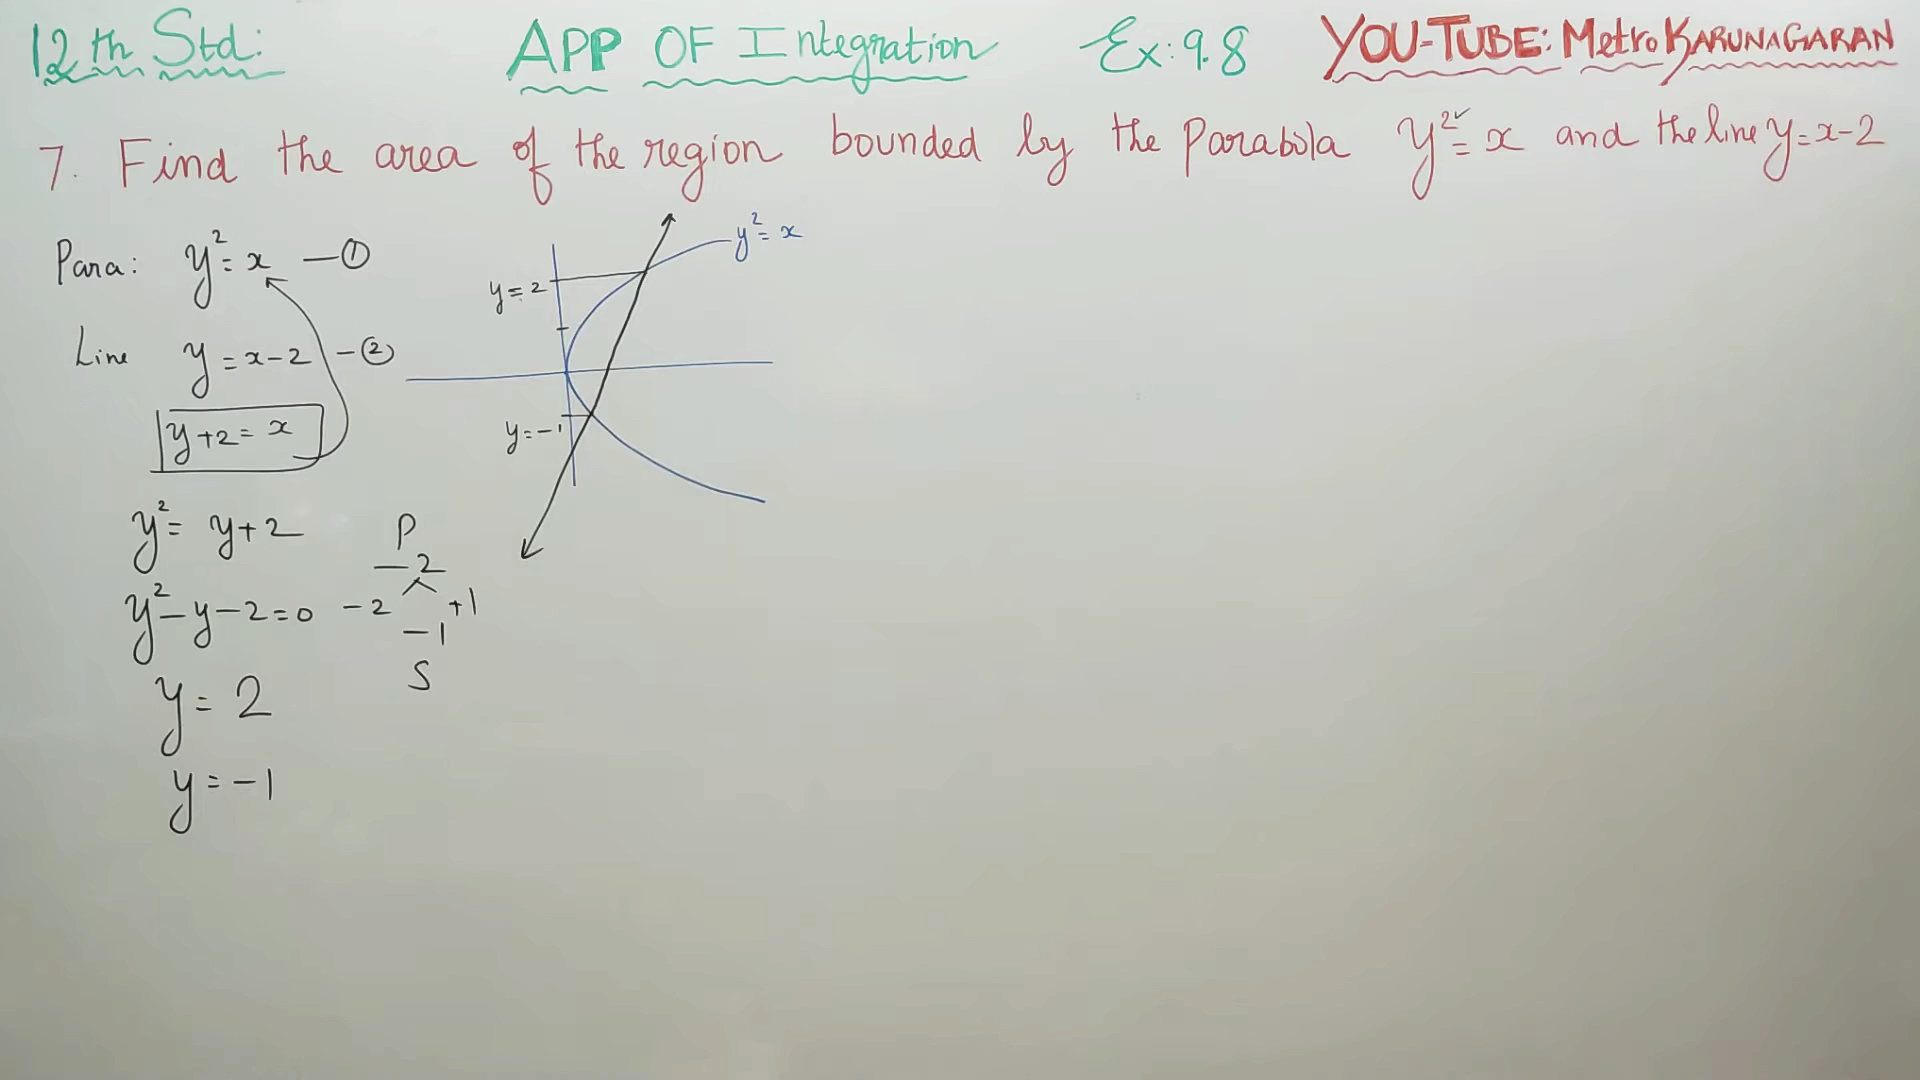 12th Std: APP OF Integration Ex: 9.8 YOU-TUBE: Metro KARUNAGARAN
7. Find the area of the region bounded by the parabola y² = x and the line y = x-2
Para: y² = x —①
Line y = x-2 -②
y+2 = x
y² = y+2
y²-y-2=0
y = 2
y = -1
P
-2
-2 +1
-1
S
y² = x
y = 2
y = -1